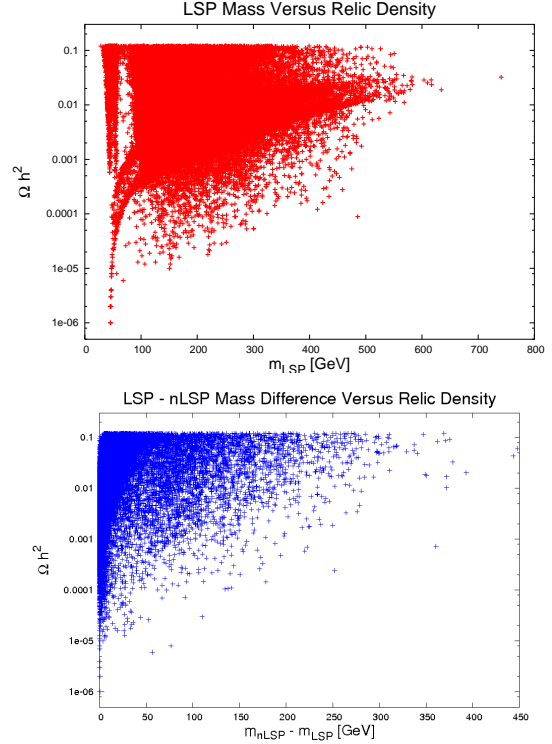 LSP Mass Versus Relic Density
0.1
0.01
0.001
0.0001
1e-05
1e-06
Ω h²
0 100 200 300 400 500 600 700 800
m_LSP [GeV]
LSP - nLSP Mass Difference Versus Relic Density
0.1
0.01
0.001
0.0001
1e-05
1e-06
Ω h²
0 50 100 150 200 250 300 350 400 450
m_nLSP - m_LSP [GeV]